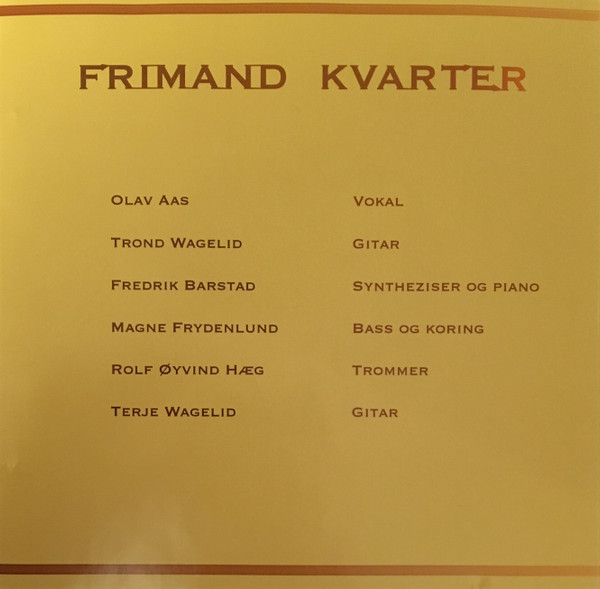 FRIMAND KVARTER
OLAV AAS VOKAL
TROND WAGELID GITAR
FREDRIK BARSTAD SYNTHEZISER OG PIANO
MAGNE FRYDENLUND BASS OG KORING
ROLF ØYVIND HÆG TROMMER
TERJE WAGELID GITAR